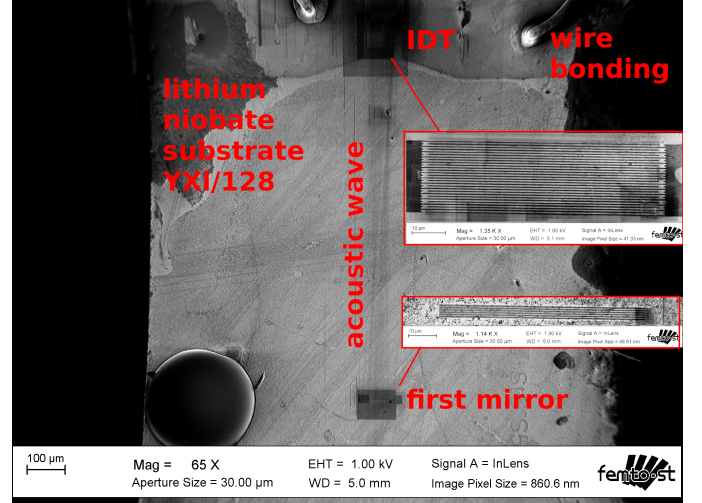 IDT
wire
bonding
lithium
niobate
substrate
YXl/128
acoustic wave
10 µm
Mag = 1.35 K X
EHT = 1.00 kV
Signal A = InLens
Aperture Size = 30.00 µm
WD = 5.1 mm
Image Pixel Size = 41.33 nm
femto-st
10 µm
Mag = 1.14 K X
EHT = 1.00 kV
Signal A = InLens
Aperture Size = 30.00 µm
WD = 5.0 mm
Image Pixel Size = 48.81 nm
femto-st
first mirror
100 µm
Mag = 65 X
EHT = 1.00 kV
Signal A = InLens
Aperture Size = 30.00 µm
WD = 5.0 mm
Image Pixel Size = 860.6 nm
femto-st